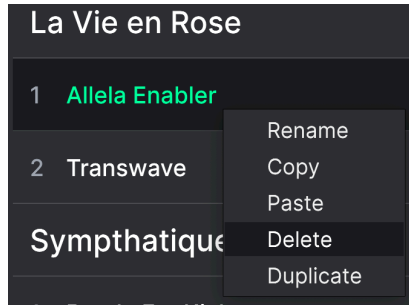 La Vie en Rose
1 Allela Enabler
Rename
Copy
2 Transwave
Paste
Sympthatique
Delete
Duplicate